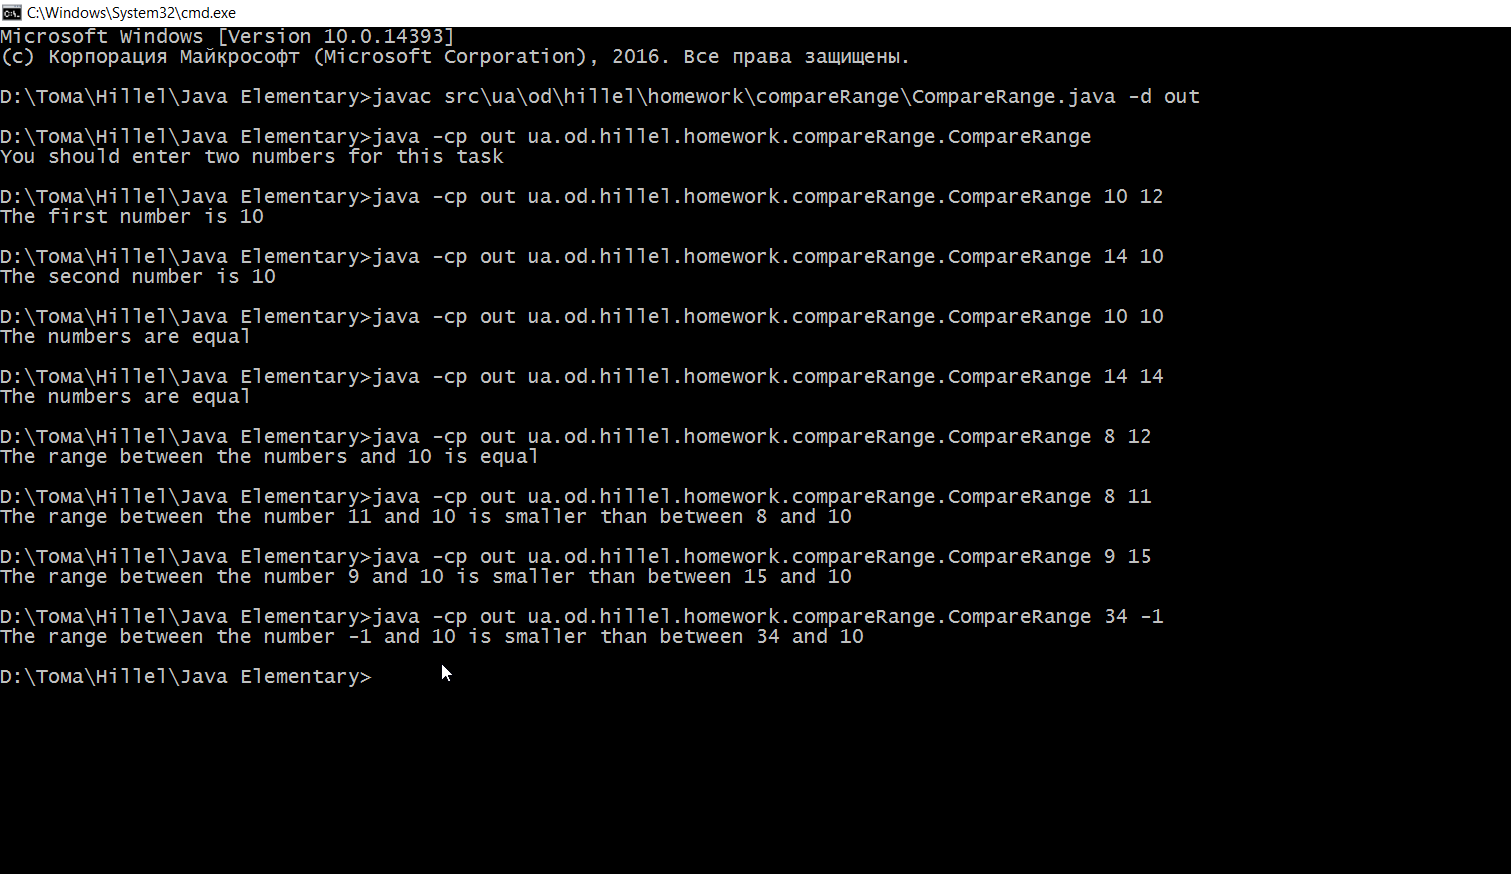 C:\Windows\System32\cmd.exe
Microsoft Windows [Version 10.0.14393]
(c) Корпорация Майкрософт (Microsoft Corporation), 2016. Все права защищены.
D:\Тома\Hillel\Java Elementary>javac src\ua\od\hillel\homework\compareRange\CompareRange.java -d out
D:\Тома\Hillel\Java Elementary>java -cp out ua.od.hillel.homework.compareRange.CompareRange
You should enter two numbers for this task
D:\Тома\Hillel\Java Elementary>java -cp out ua.od.hillel.homework.compareRange.CompareRange 10 12
The first number is 10
D:\Тома\Hillel\Java Elementary>java -cp out ua.od.hillel.homework.compareRange.CompareRange 14 10
The second number is 10
D:\Тома\Hillel\Java Elementary>java -cp out ua.od.hillel.homework.compareRange.CompareRange 10 10
The numbers are equal
D:\Тома\Hillel\Java Elementary>java -cp out ua.od.hillel.homework.compareRange.CompareRange 14 14
The numbers are equal
D:\Тома\Hillel\Java Elementary>java -cp out ua.od.hillel.homework.compareRange.CompareRange 8 12
The range between the numbers and 10 is equal
D:\Тома\Hillel\Java Elementary>java -cp out ua.od.hillel.homework.compareRange.CompareRange 8 11
The range between the number 11 and 10 is smaller than between 8 and 10
D:\Тома\Hillel\Java Elementary>java -cp out ua.od.hillel.homework.compareRange.CompareRange 9 15
The range between the number 9 and 10 is smaller than between 15 and 10
D:\Тома\Hillel\Java Elementary>java -cp out ua.od.hillel.homework.compareRange.CompareRange 34 -1
The range between the number -1 and 10 is smaller than between 34 and 10
D:\Тома\Hillel\Java Elementary>